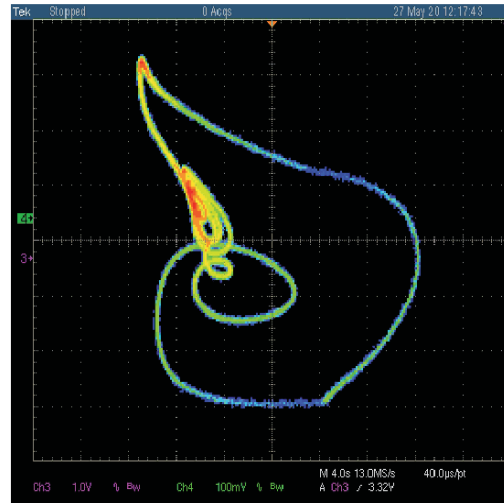 Tek Stopped 0 Acqs 27 May 20 12:17:43
4
3
M 4.0s 13.0MS/s 40.0µs/pt
Ch3 1.0V % Bw Ch4 100mV % Bw A Ch3 ∕ 3.32V